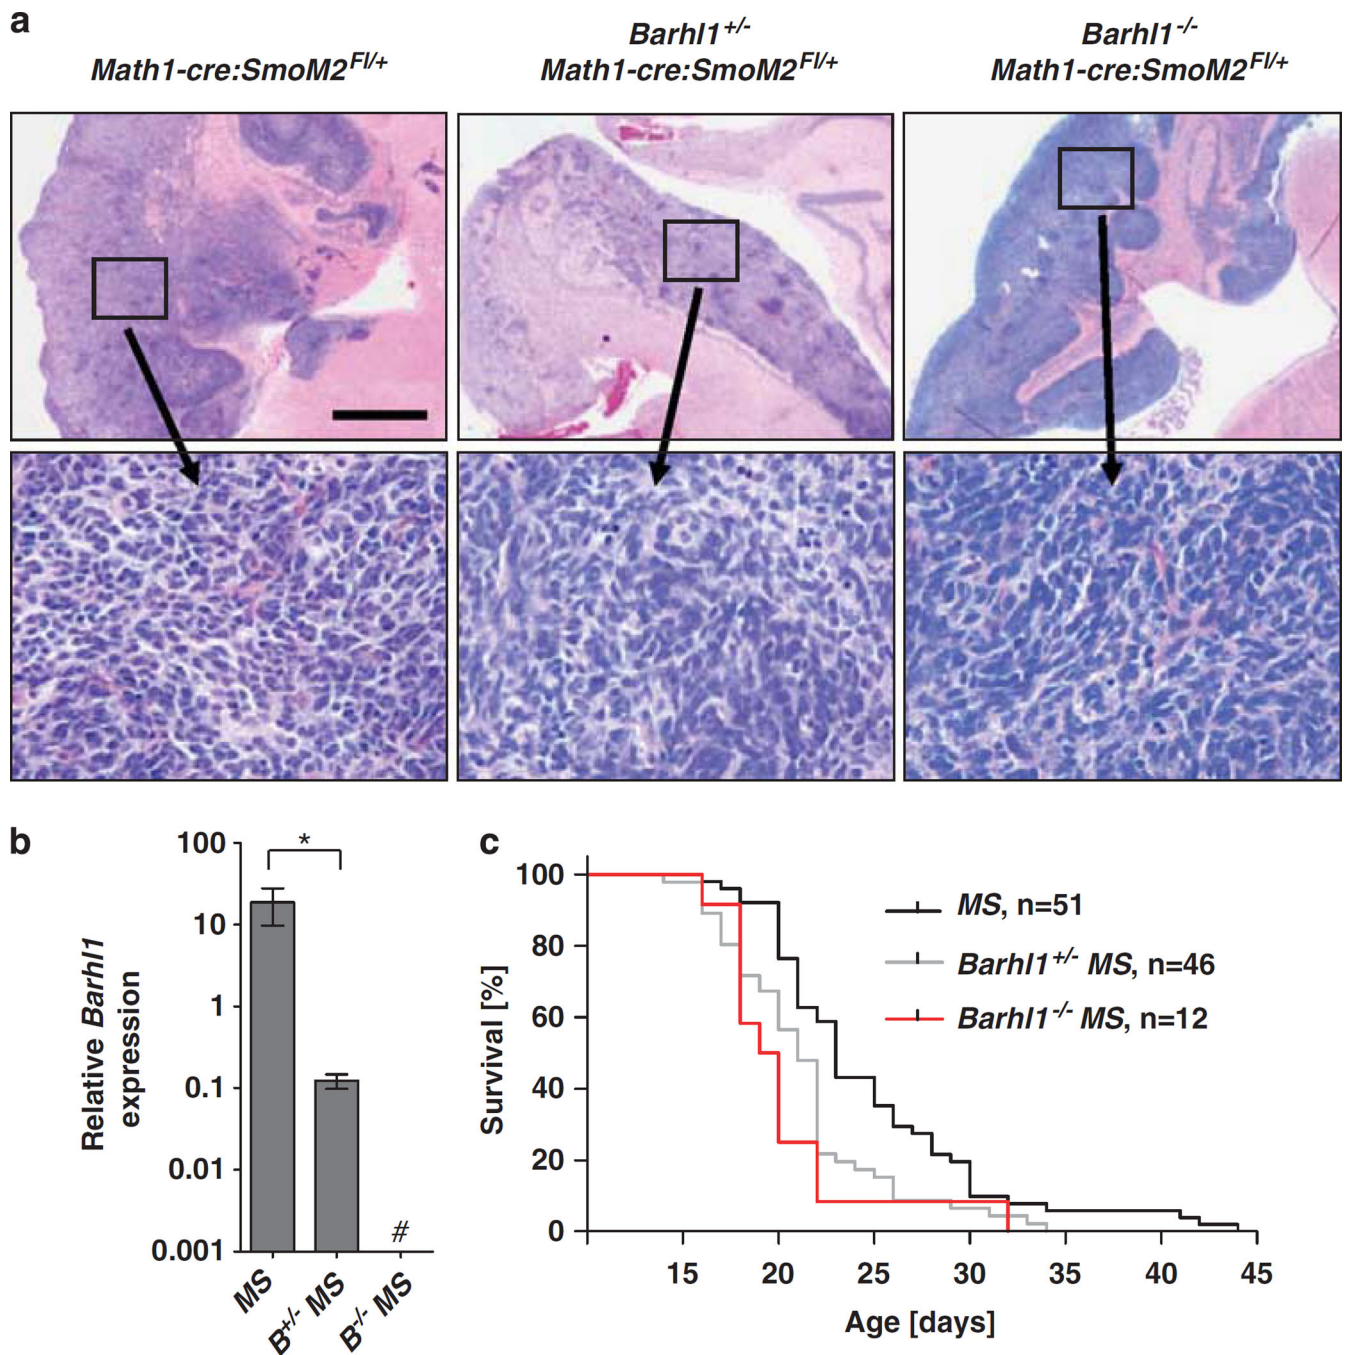 a
Math1-cre:SmoM2Fl/+
Barhl1+/-
Math1-cre:SmoM2Fl/+
Barhl1-/-
Math1-cre:SmoM2Fl/+
b
Relative Barhl1
expression
100
10
1
0.1
0.01
0.001
*
#
MS
B+/- MS
B-/- MS
c
Survival [%]
100
80
60
40
20
0
MS, n=51
Barhl1+/- MS, n=46
Barhl1-/- MS, n=12
15 20 25 30 35 40 45
Age [days]